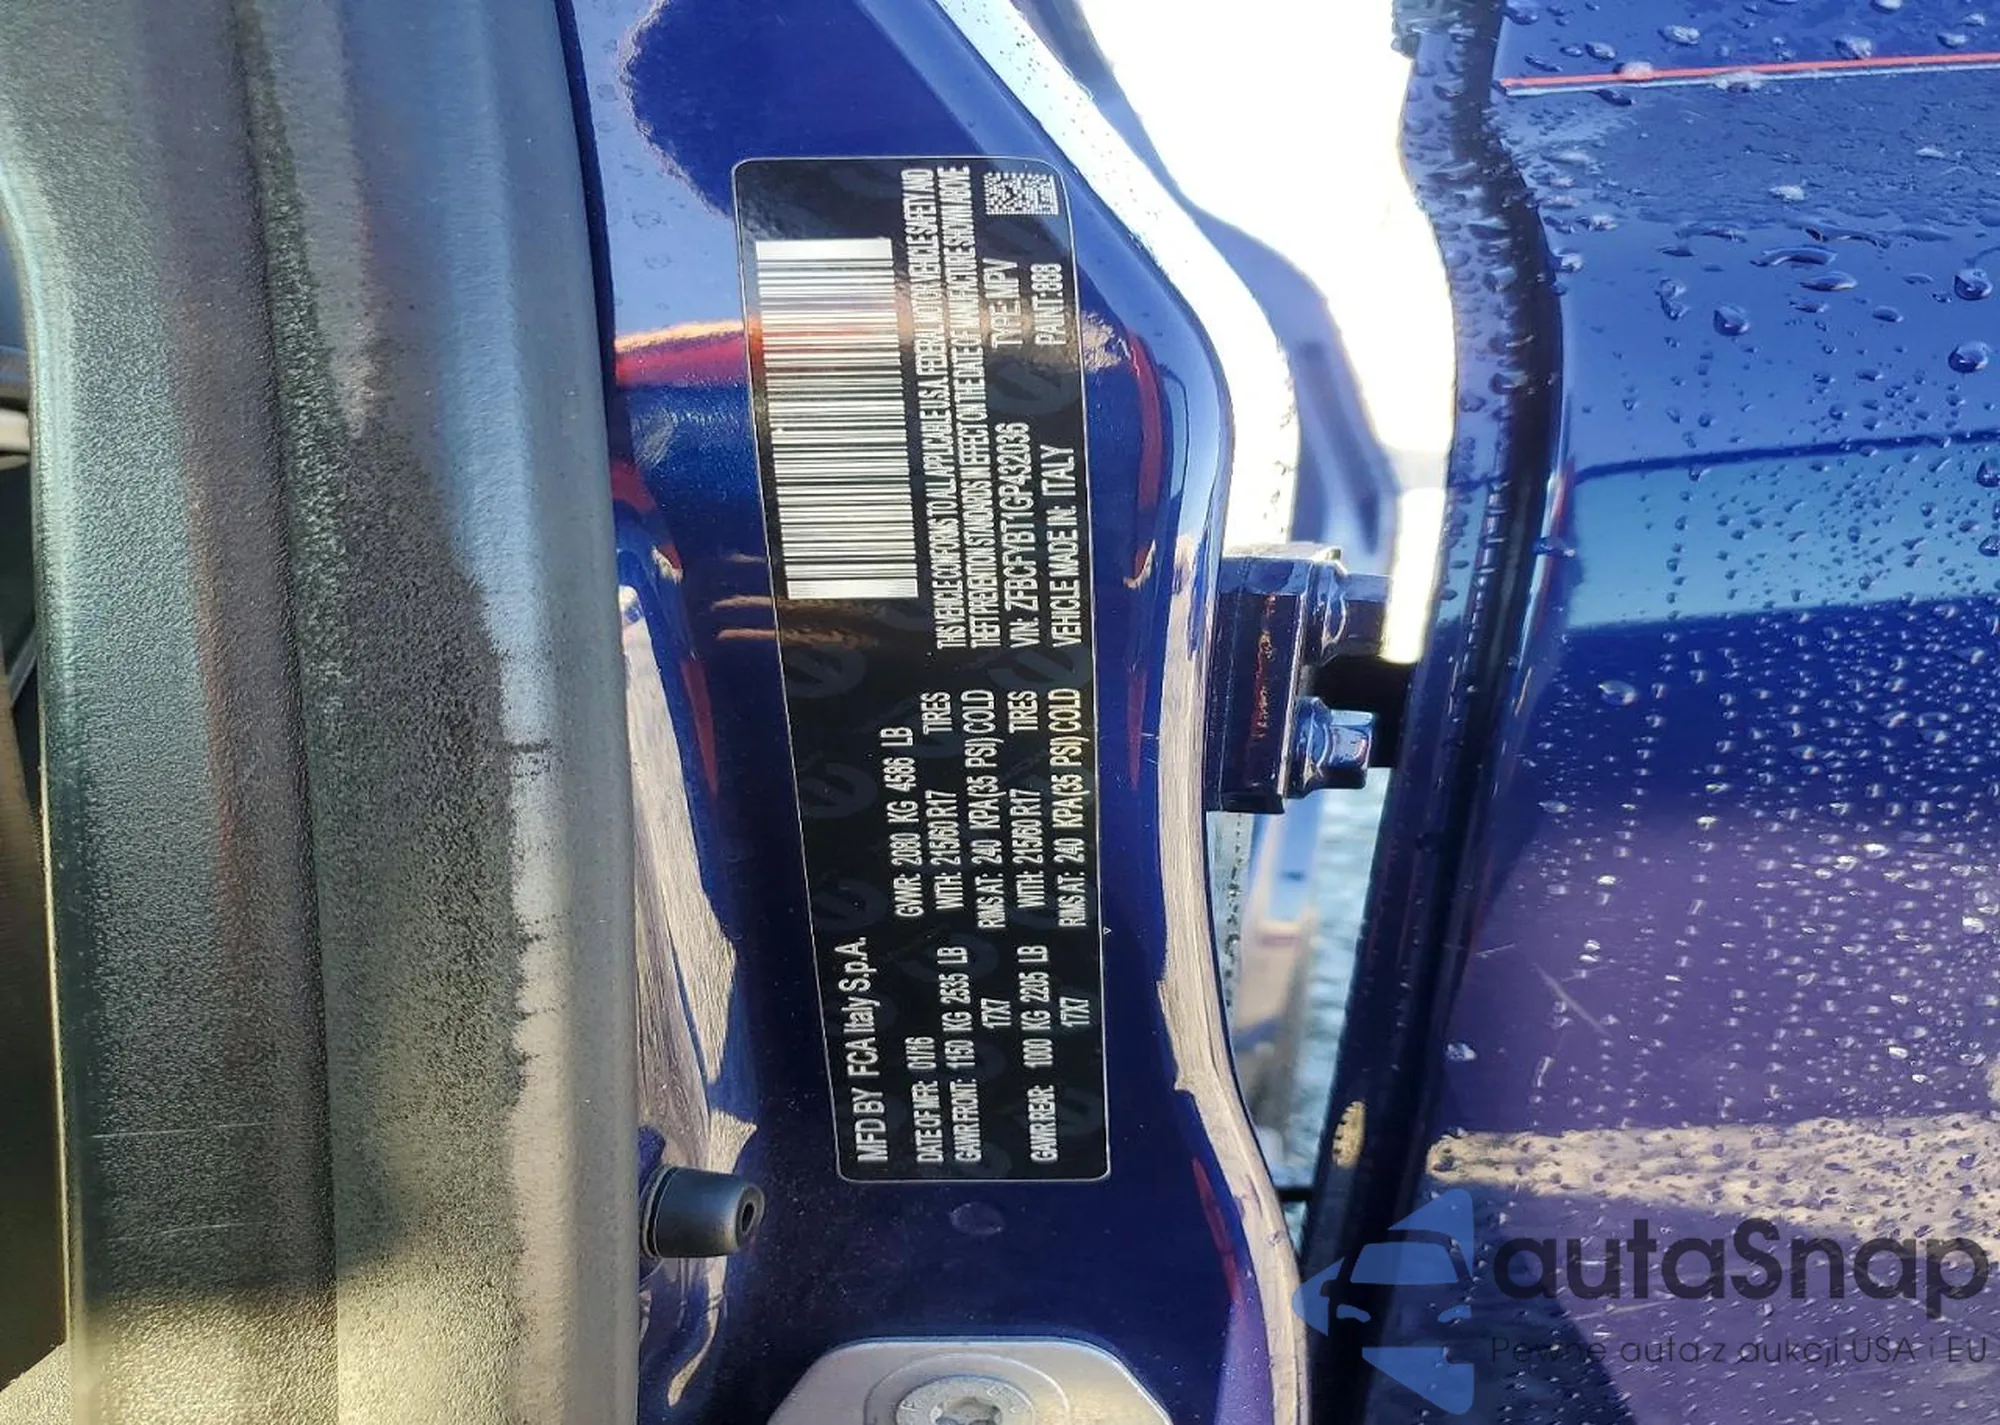 MFD BY FCA Italy S.p.A.
DATE OF MFR: 01/16 GVWR: 2080 KG 4586 LB
GAWR FRONT: 1150 KG 2535 LB WITH: 215/60 R17 TIRES
17X7 RIMS AT: 240 KPA(35 PSI) COLD
GAWR REAR: 1000 KG 2205 LB WITH: 215/60 R17 TIRES
17X7 RIMS AT: 240 KPA(35 PSI) COLD
THIS VEHICLE CONFORMS TO ALL APPLICABLE U.S.A. FEDERAL MOTOR VEHICLE SAFETY AND
THEFT PREVENTION STANDARDS IN EFFECT ON THE DATE OF MANUFACTURE SHOWN ABOVE
VIN: ZFBCFYBT1GP432036 TYPE: MPV
VEHICLE MADE IN: ITALY PAINT: 888
autaSnap
Pewne auta z aukcji USA i EU